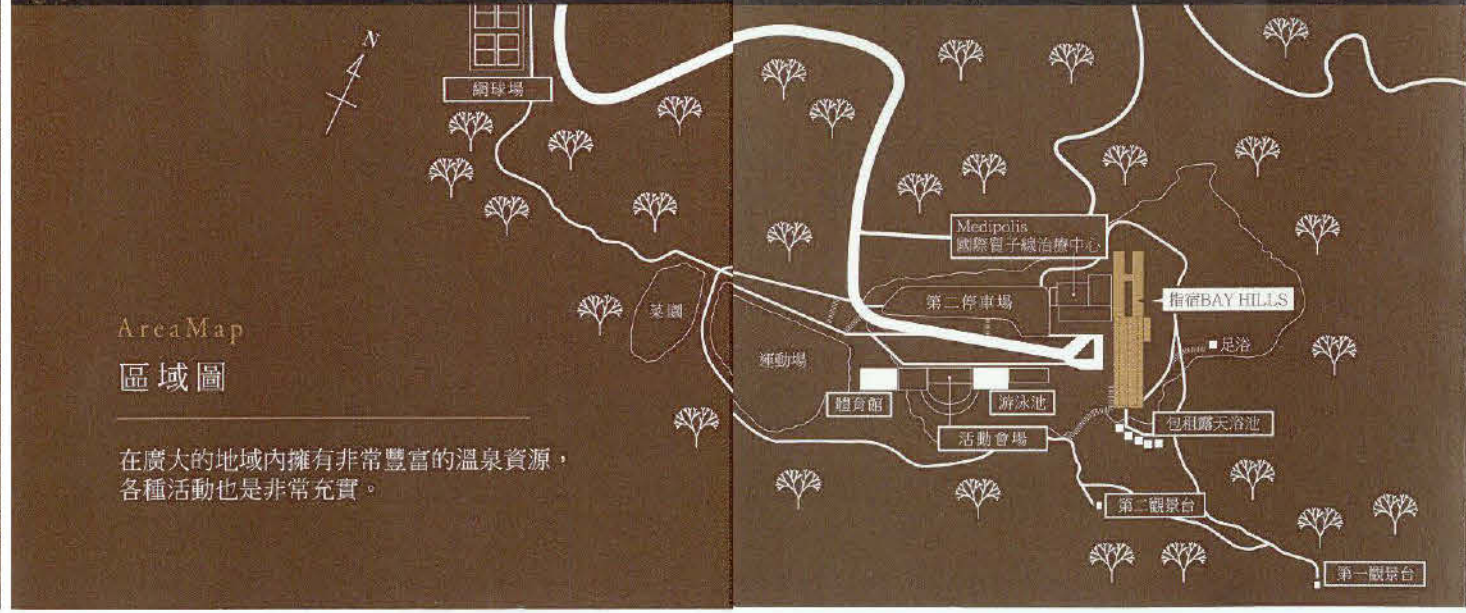 N
網球場
Medipolis
國際質子線治療中心
第二停車場
指宿BAY HILLS
菜園
足浴
AreaMap
區域圖
運動場
體育館
游泳池
包租露天浴池
活動會場
在廣大的地域內擁有非常豐富的溫泉資源，
各種活動也是非常充實。
第二觀景台
第一觀景台